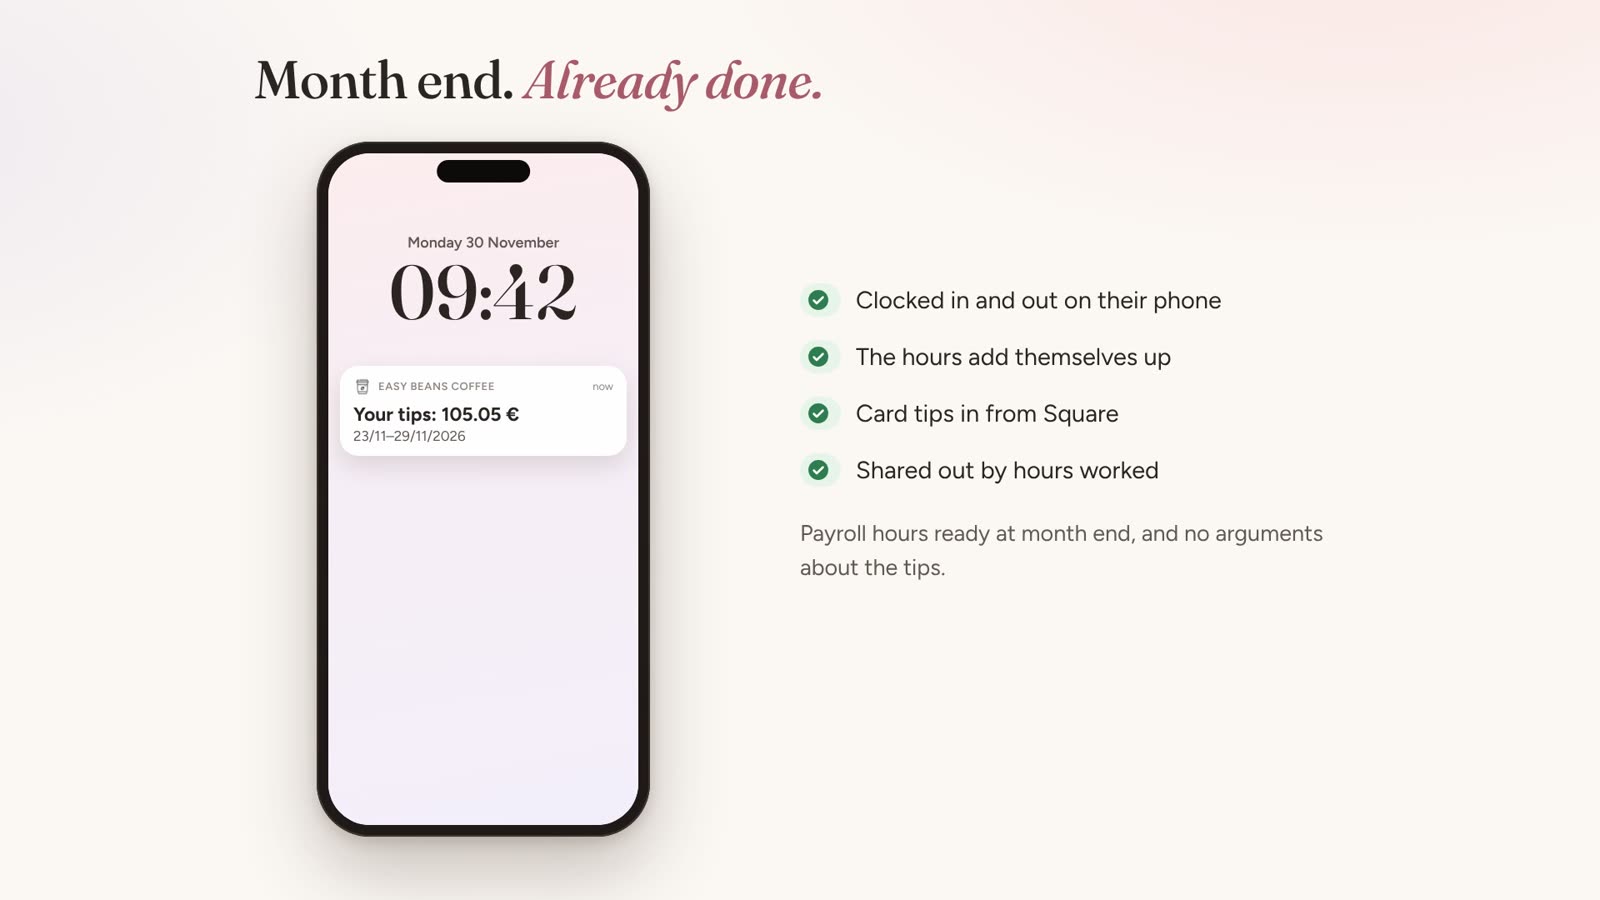 Month end. Already done.
Monday 30 November
09:42
EASY BEANS COFFEE now
Your tips: 105.05 €
23/11–29/11/2026
Clocked in and out on their phone
The hours add themselves up
Card tips in from Square
Shared out by hours worked
Payroll hours ready at month end, and no arguments
about the tips.